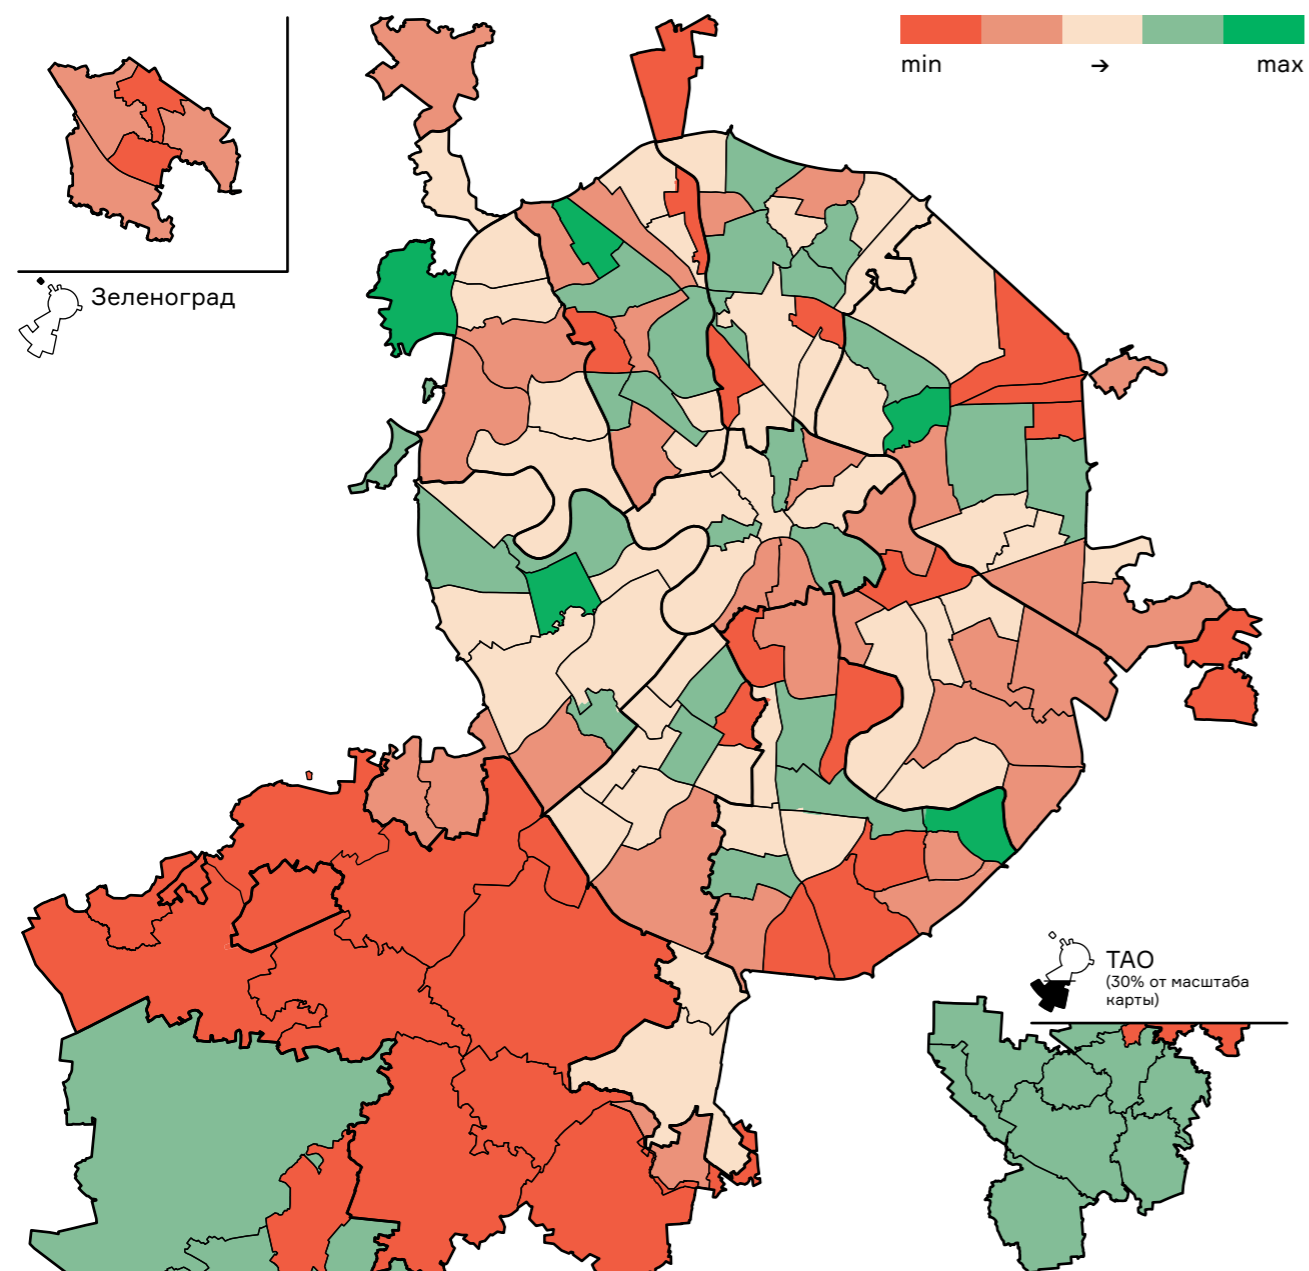 min → max
Зеленоград
ТАО
(30% от масштаба
карты)